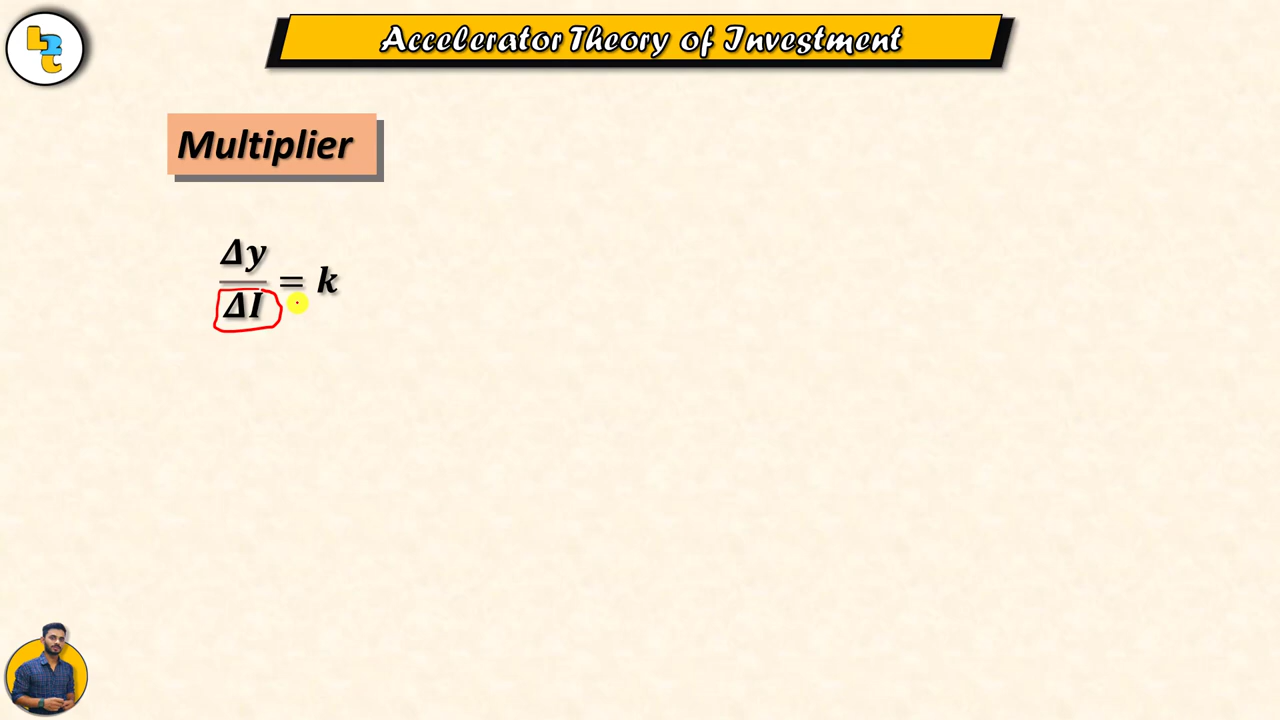 Accelerator Theory of Investment
Multiplier
Δy
ΔI = k